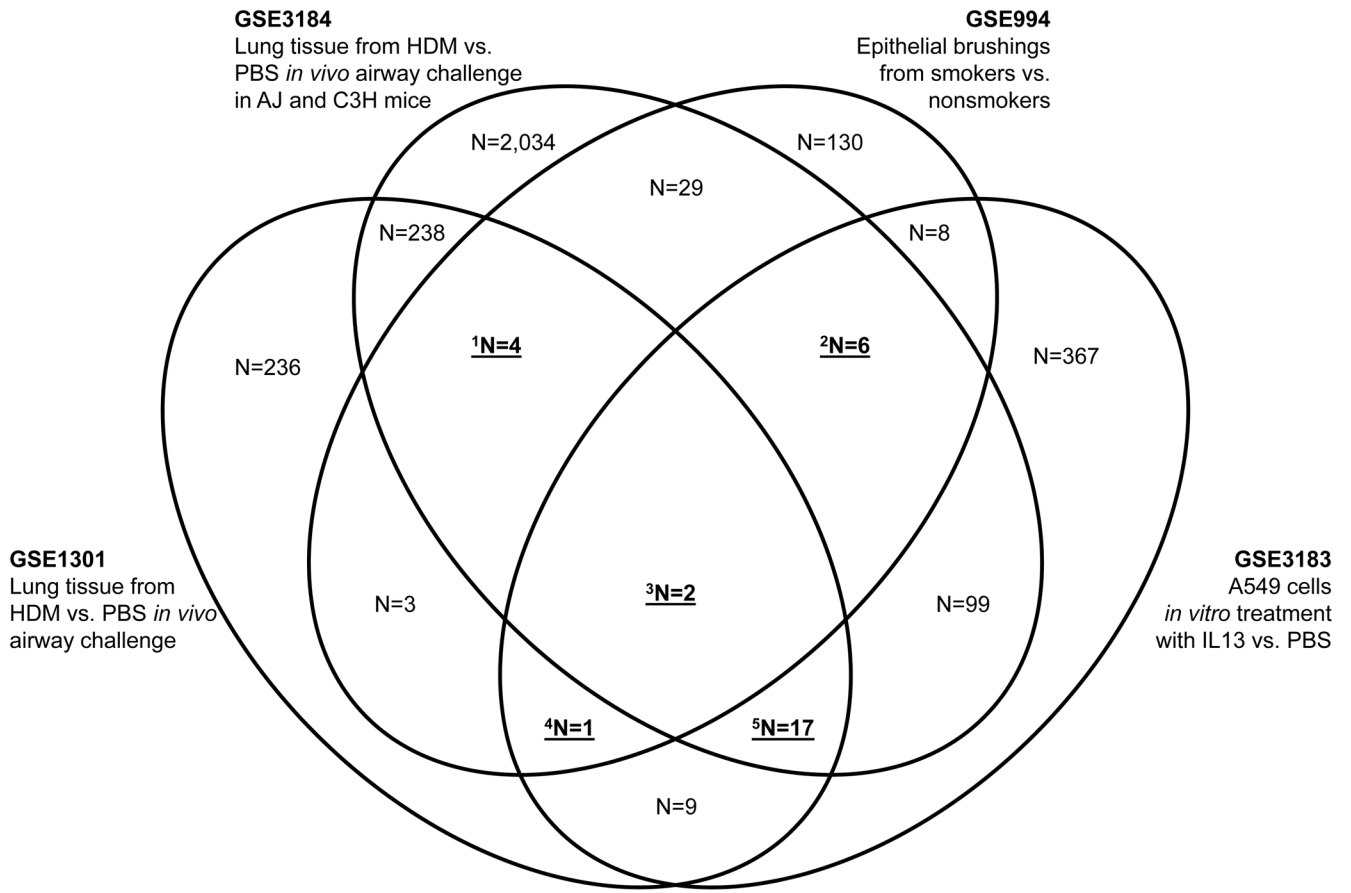 GSE3184
Lung tissue from HDM vs.
PBS in vivo airway challenge
in AJ and C3H mice
GSE994
Epithelial brushings
from smokers vs.
nonsmokers
N=2,034
N=130
N=29
N=238
N=8
¹N=4
²N=6
N=236
N=367
GSE1301
Lung tissue from
HDM vs. PBS in vivo
airway challenge
GSE3183
A549 cells
in vitro treatment
with IL13 vs. PBS
N=3
³N=2
N=99
⁴N=1
⁵N=17
N=9